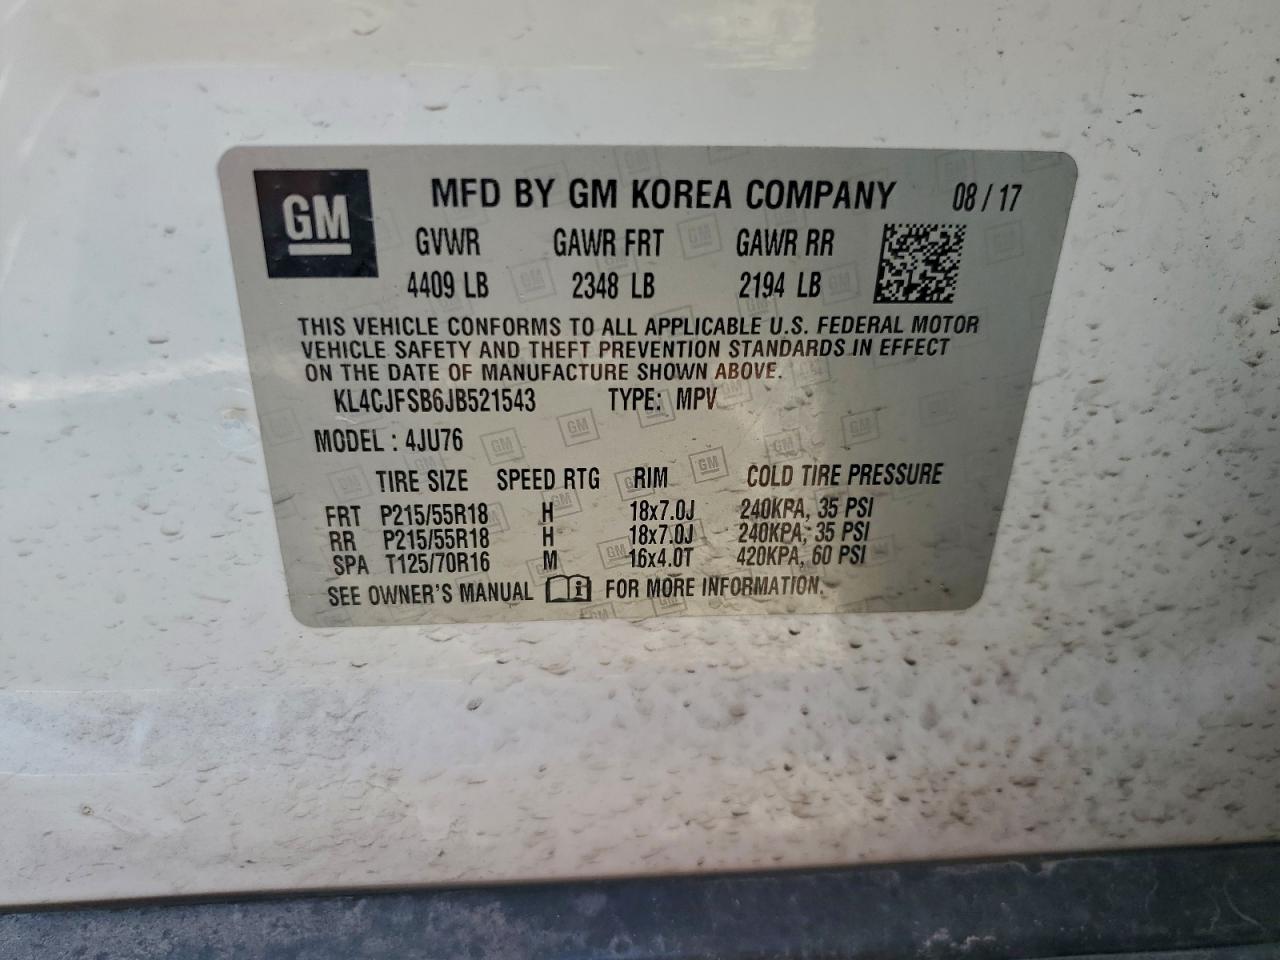 GM MFD BY GM KOREA COMPANY 08 / 17
GVWR GAWR FRT GAWR RR
4409 LB 2348 LB 2194 LB
THIS VEHICLE CONFORMS TO ALL APPLICABLE U.S. FEDERAL MOTOR
VEHICLE SAFETY AND THEFT PREVENTION STANDARDS IN EFFECT
ON THE DATE OF MANUFACTURE SHOWN ABOVE.
KL4CJFSB6JB521543 TYPE: MPV
MODEL : 4JU76
TIRE SIZE SPEED RTG RIM COLD TIRE PRESSURE
FRT P215/55R18 H 18x7.0J 240KPA, 35 PSI
RR P215/55R18 H 18x7.0J 240KPA, 35 PSI
SPA T125/70R16 M 16x4.0T 420KPA, 60 PSI
SEE OWNER'S MANUAL i FOR MORE INFORMATION.